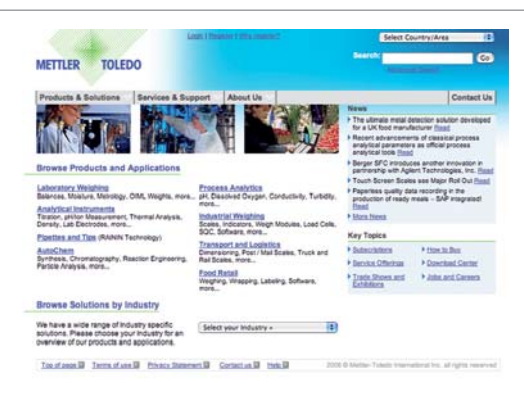 Login | Register | Why register?
Select Country/Area
METTLER TOLEDO
Search:
Go
Advanced Search
Products & Solutions
Services & Support
About Us
Contact Us
News
The ultimate metal detection solution developed
for a UK food manufacturer Read
Recent advancements of classical process
analytical parameters as official process
analytical tools Read
Berger SFC introduces another innovation in
partnership with Agilent Technologies, Inc. Read
Touch Screen Scales see Major Roll Out Read
Paperless quality data recording in the
production of ready meals - SAP integrated!
Read
More News
Browse Products and Applications
Laboratory Weighing
Balances, Moisture, Metrology, OIML Weights, more...
Analytical Instruments
Titration, pH/Ion Measurement, Thermal Analysis,
Density, Lab Electrodes, more...
Pipettes and Tips (RAININ Technology)
AutoChem
Synthesis, Chromatography, Reaction Engineering,
Particle Analysis, more...
Process Analytics
pH, Dissolved Oxygen, Conductivity, Turbidity,
more...
Industrial Weighing
Scales, Indicators, Weigh Modules, Load Cells,
SQC, Software, more...
Transport and Logistics
Dimensioning, Post / Mail Scales, Truck and
Rail Scales, more...
Food Retail
Weighing, Wrapping, Labeling, Software,
more...
Key Topics
Subscriptions
How to Buy
Service Offerings
Download Center
Trade Shows and
Exhibitions
Jobs and Careers
Browse Solutions by Industry
We have a wide range of industry specific
solutions. Please choose your industry for an
overview of our products and applications.
Select your Industry »
Top of page
Terms of use
Privacy Statement
Contact us
Help
2006 © Mettler-Toledo International Inc. all rights reserved